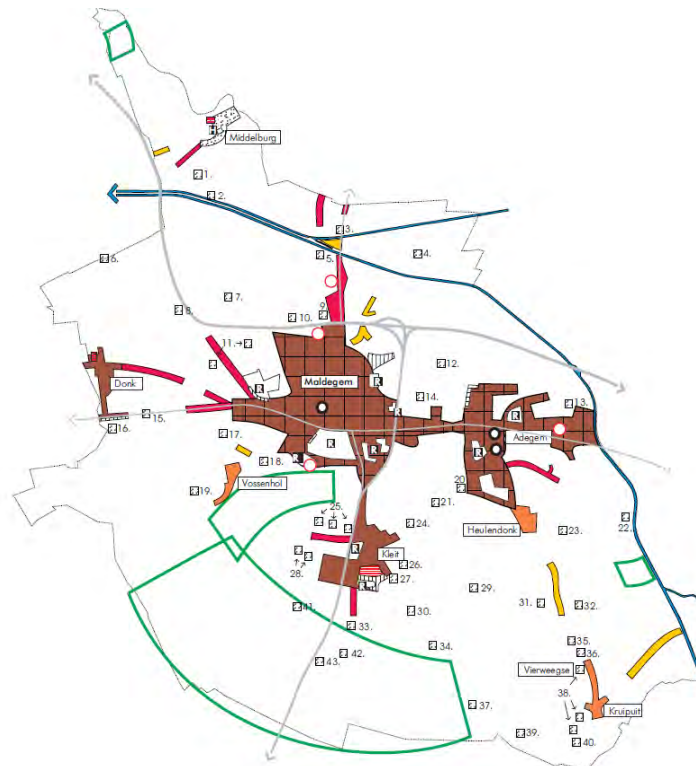 Middelburg
1.
2.
3.
4.
5.
6.
7.
8.
9.
10.
11.
12.
Donk
Maldegem
R
R
14.
13.
15.
16.
17.
R
R
R
R
Adegem
18.
19.
Vossenhol
20.
21.
22.
25.
24.
Heulendonk
23.
R
Kleit
28.
26.
R
R
27.
29.
41.
30.
31.
32.
33.
34.
35.
36.
42.
43.
Vierweegse
38.
37.
Kruipuit
39.
40.